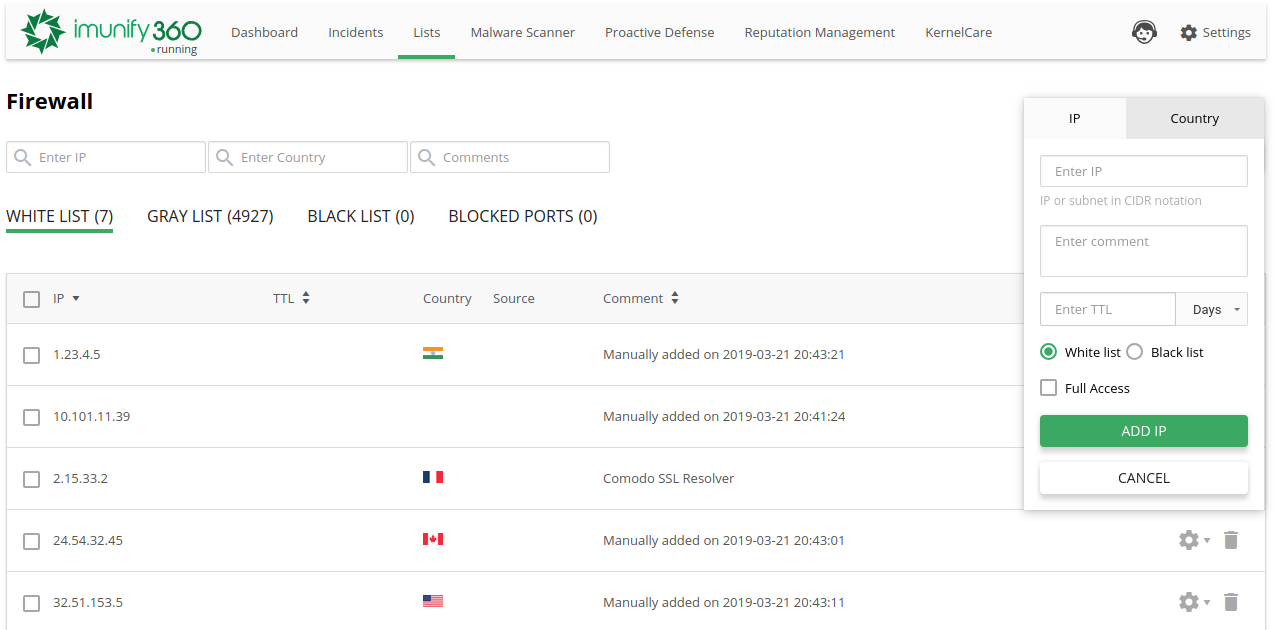 imunify 360
running
Dashboard Incidents Lists Malware Scanner Proactive Defense Reputation Management KernelCare Settings
Firewall
Enter IP Enter Country Comments
WHITE LIST (7) GRAY LIST (4927) BLACK LIST (0) BLOCKED PORTS (0)
IP TTL Country Source Comment
1.23.4.5 Manually added on 2019-03-21 20:43:21
10.101.11.39 Manually added on 2019-03-21 20:41:24
2.15.33.2 Comodo SSL Resolver
24.54.32.45 Manually added on 2019-03-21 20:43:01
32.51.153.5 Manually added on 2019-03-21 20:43:11
IP Country
Enter IP
IP or subnet in CIDR notation
Enter comment
Enter TTL Days
White list Black list
Full Access
ADD IP
CANCEL